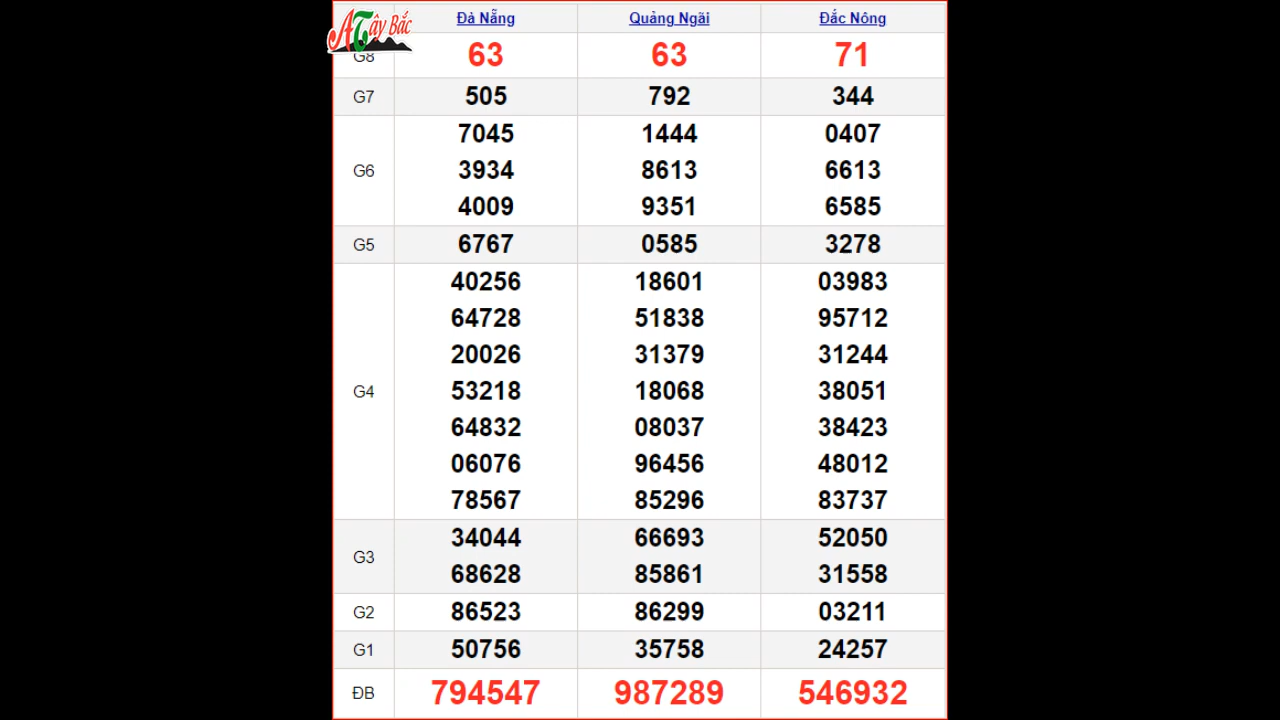 ATây Bắc
Đà Nẵng Quảng Ngãi Đắc Nông
G8 63 63 71
G7 505 792 344
7045 1444 0407
G6 3934 8613 6613
4009 9351 6585
G5 6767 0585 3278
40256 18601 03983
64728 51838 95712
20026 31379 31244
G4 53218 18068 38051
64832 08037 38423
06076 96456 48012
78567 85296 83737
34044 66693 52050
G3
68628 85861 31558
G2 86523 86299 03211
G1 50756 35758 24257
ĐB 794547 987289 546932